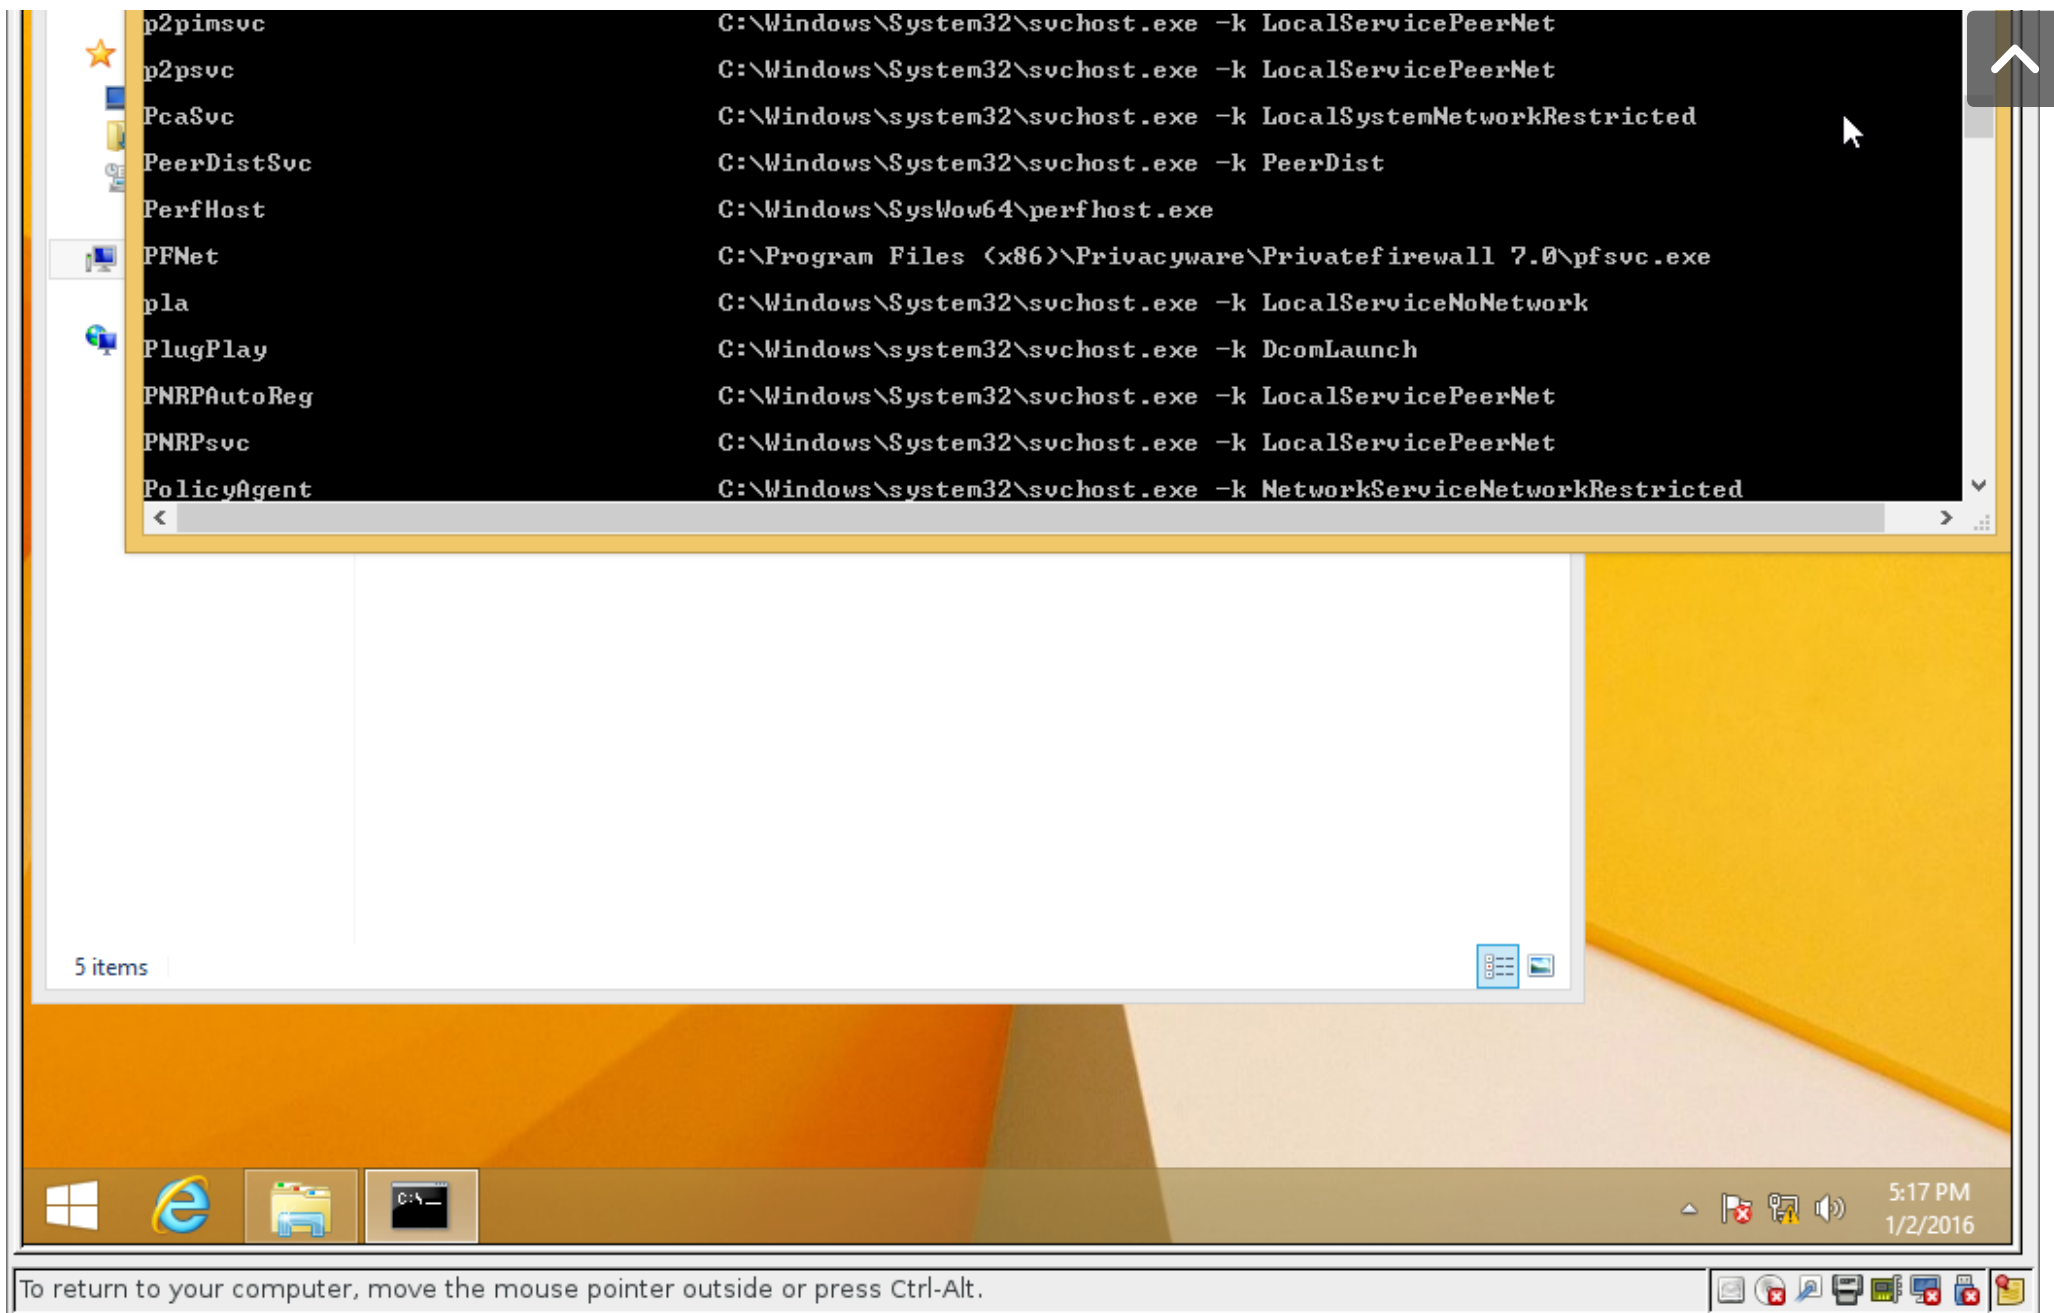 p2pimsvc C:\Windows\System32\svchost.exe -k LocalServicePeerNet
p2psvc C:\Windows\System32\svchost.exe -k LocalServicePeerNet
PcaSvc C:\Windows\system32\svchost.exe -k LocalSystemNetworkRestricted
PeerDistSvc C:\Windows\System32\svchost.exe -k PeerDist
PerfHost C:\Windows\SysWow64\perfhost.exe
PFNet C:\Program Files (x86)\Privacyware\Privatefirewall 7.0\pfsvc.exe
pla C:\Windows\System32\svchost.exe -k LocalServiceNoNetwork
PlugPlay C:\Windows\system32\svchost.exe -k DcomLaunch
PNRPAutoReg C:\Windows\System32\svchost.exe -k LocalServicePeerNet
PNRPsvc C:\Windows\System32\svchost.exe -k LocalServicePeerNet
PolicyAgent C:\Windows\system32\svchost.exe -k NetworkServiceNetworkRestricted
5 items
C:\_
5:17 PM
1/2/2016
To return to your computer, move the mouse pointer outside or press Ctrl-Alt.